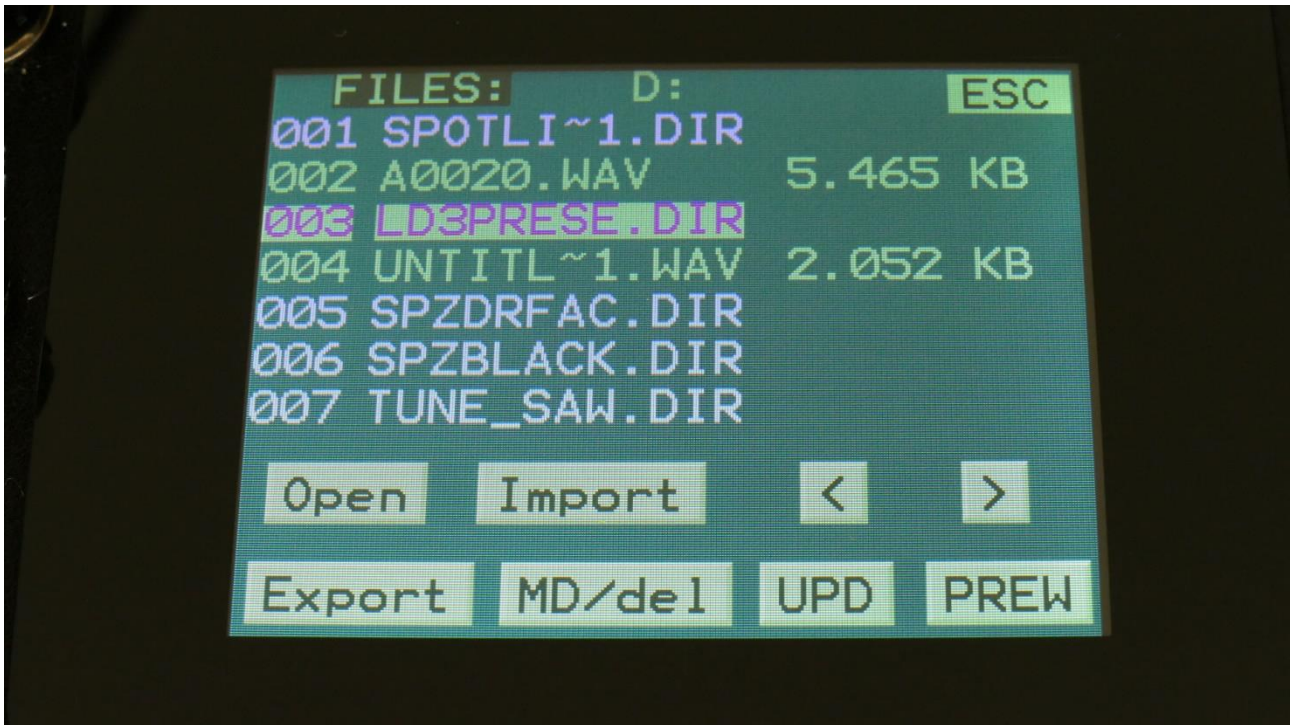 FILES: D: ESC
001 SPOTLI~1.DIR
002 A0020.WAV 5.465 KB
003 LD3PRESE.DIR
004 UNTITL~1.WAV 2.052 KB
005 SPZDRFAC.DIR
006 SPZBLACK.DIR
007 TUNE_SAW.DIR
Open Import < >
Export MD/del UPD PREW